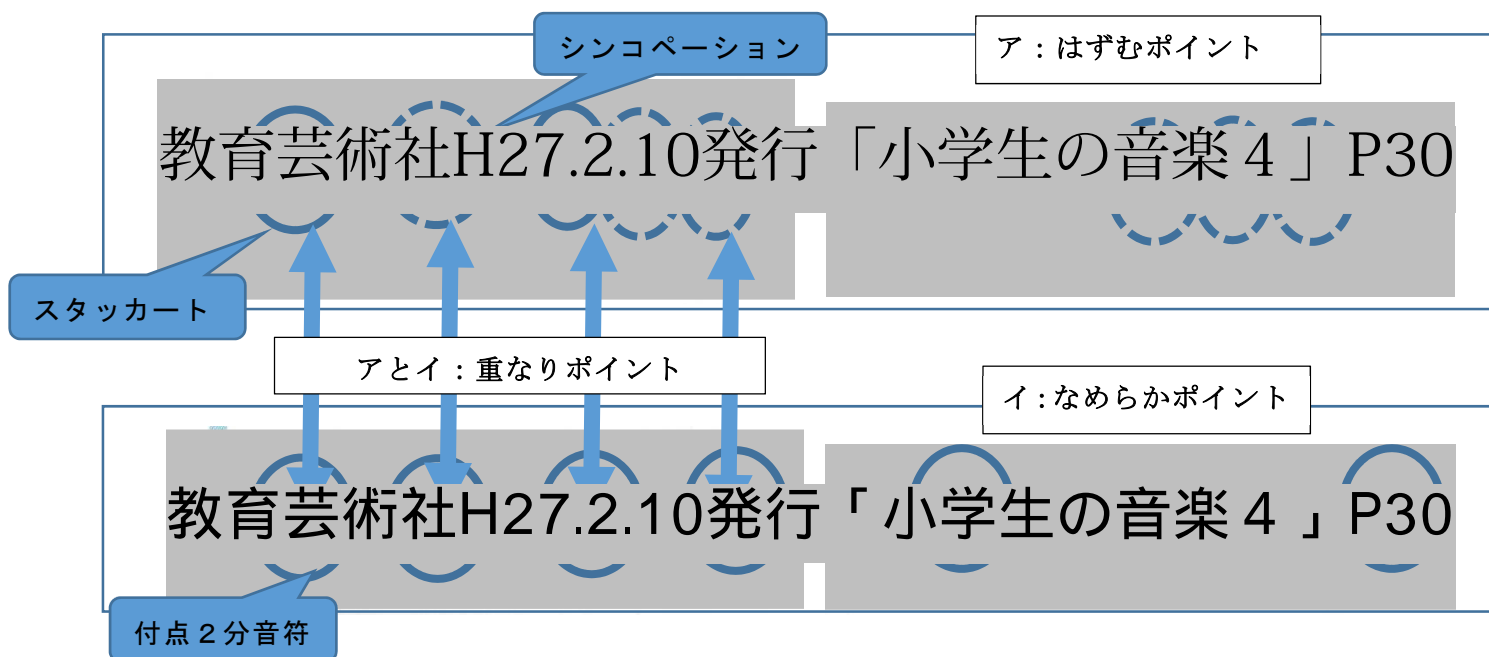 シンコペーション
ア：はずむポイント
教育芸術社H27.2.10発行「小学生の音楽４」P30
スタッカート
アとイ：重なりポイント
イ：なめらかポイント
教育芸術社H27.2.10発行「小学生の音楽４」P30
付点２分音符